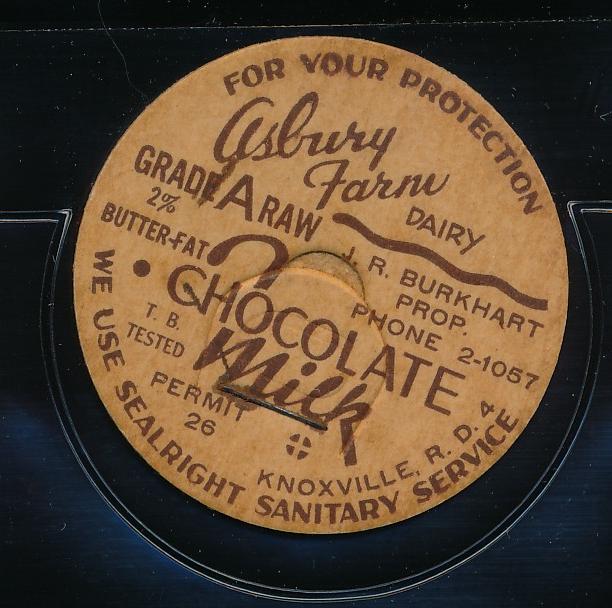 FOR YOUR PROTECTION
Asbury
Farm
DAIRY
GRADE A RAW
2%
BUTTER-FAT
J. R. BURKHART
PROP.
PHONE 2-1057
CHOCOLATE
Milk
T. B.
TESTED
PERMIT
26
KNOXVILLE, R. D. 4
WE USE SEALRIGHT SANITARY SERVICE